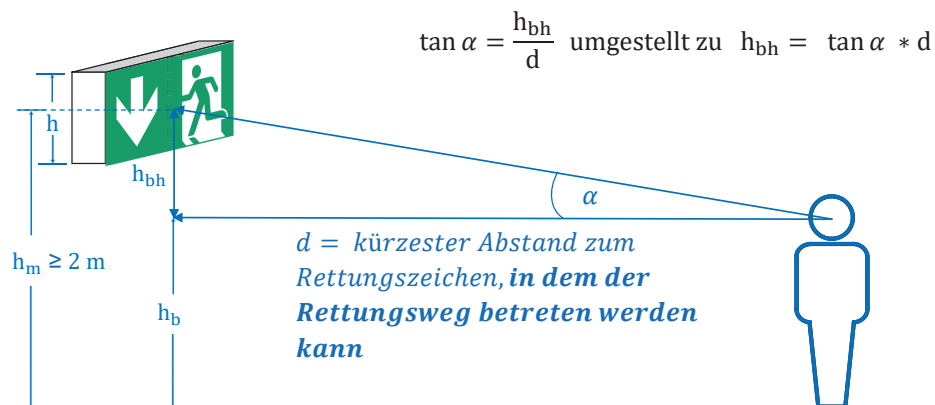 tan α = h_bh / d umgestellt zu h_bh = tan α * d
h
h_bh
α
h_m ≥ 2 m
d = kürzester Abstand zum
Rettungszeichen, in dem der
Rettungsweg betreten werden
kann
h_b